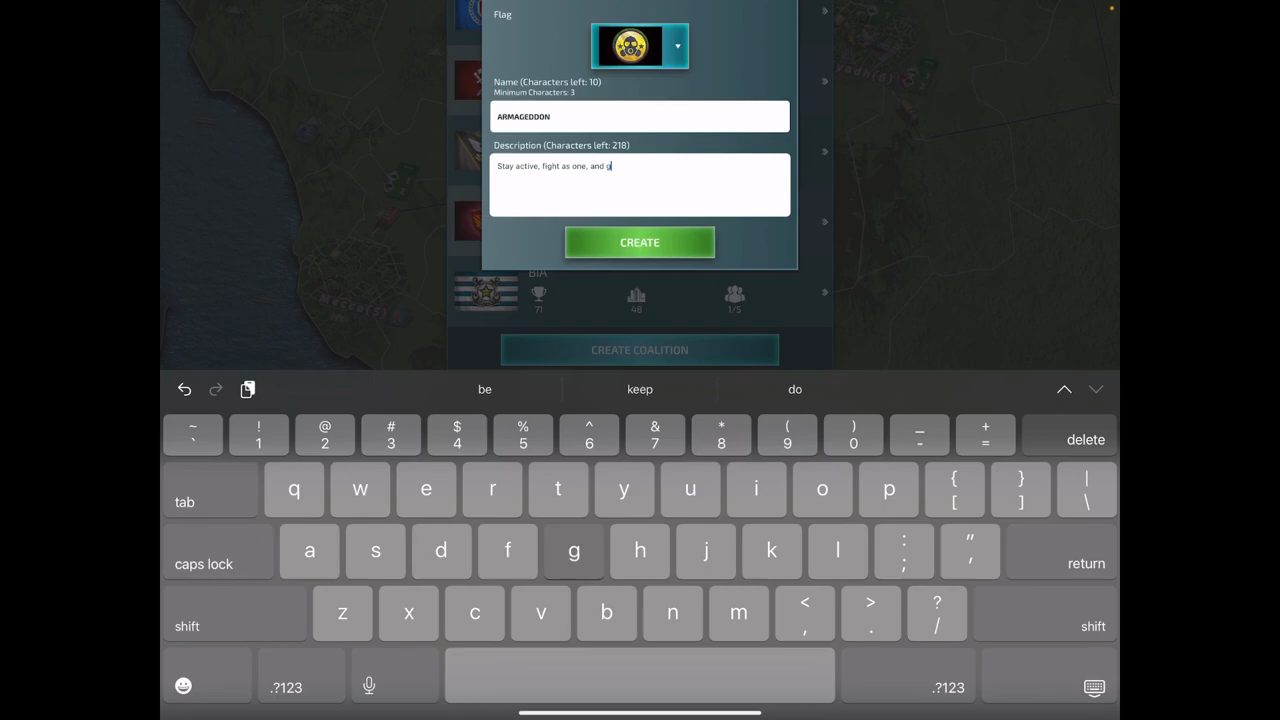 Flag
Name (Characters left: 10)
Minimum Characters: 3
ARMAGEDDON
Description (Characters left: 218)
Stay active, fight as one, and g
CREATE
BIA
71
48
1/5
CREATE COALITION
be
keep
do
~ ! @ # $ % ^ & * ( ) _ +
` 1 2 3 4 5 6 7 8 9 0 - = delete
tab q w e r t y u i o p { [ } ] | \
caps lock a s d f g h j k l : ; " ' return
shift z x c v b n m < , > . ? / shift
.?123 .?123